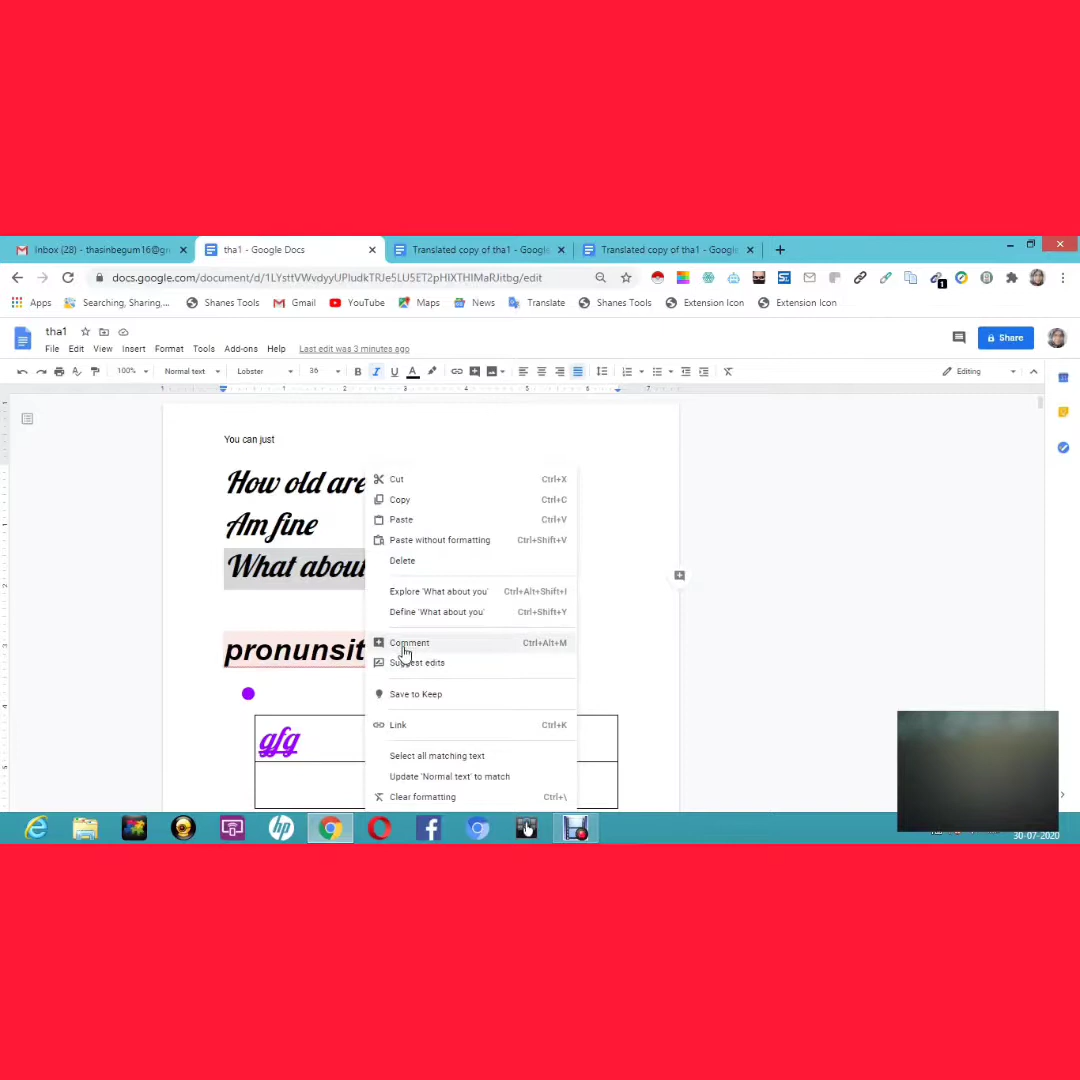 Inbox (28) - thasinbegum16@gm
tha1 - Google Docs
Translated copy of tha1 - Google
Translated copy of tha1 - Google
docs.google.com/document/d/1LysttVWvdyyUPludkTRJe5LU5ET2pHIXTHIMaRJitbg/edit
Apps
Searching, Sharing,...
Shanes Tools
Gmail
YouTube
Maps
News
Translate
Shanes Tools
Extension Icon
Extension Icon
tha1
File Edit View Insert Format Tools Add-ons Help Last edit was 3 minutes ago
Share
100% Normal text Lobster 36 B I U A Editing
You can just
How old are
Am fine
What about
pronunsit
gfg
Cut Ctrl+X
Copy Ctrl+C
Paste Ctrl+V
Paste without formatting Ctrl+Shift+V
Delete
Explore 'What about you' Ctrl+Alt+Shift+I
Define 'What about you' Ctrl+Shift+Y
Comment Ctrl+Alt+M
Suggest edits
Save to Keep
Link Ctrl+K
Select all matching text
Update 'Normal text' to match
Clear formatting Ctrl+\
30-07-2020